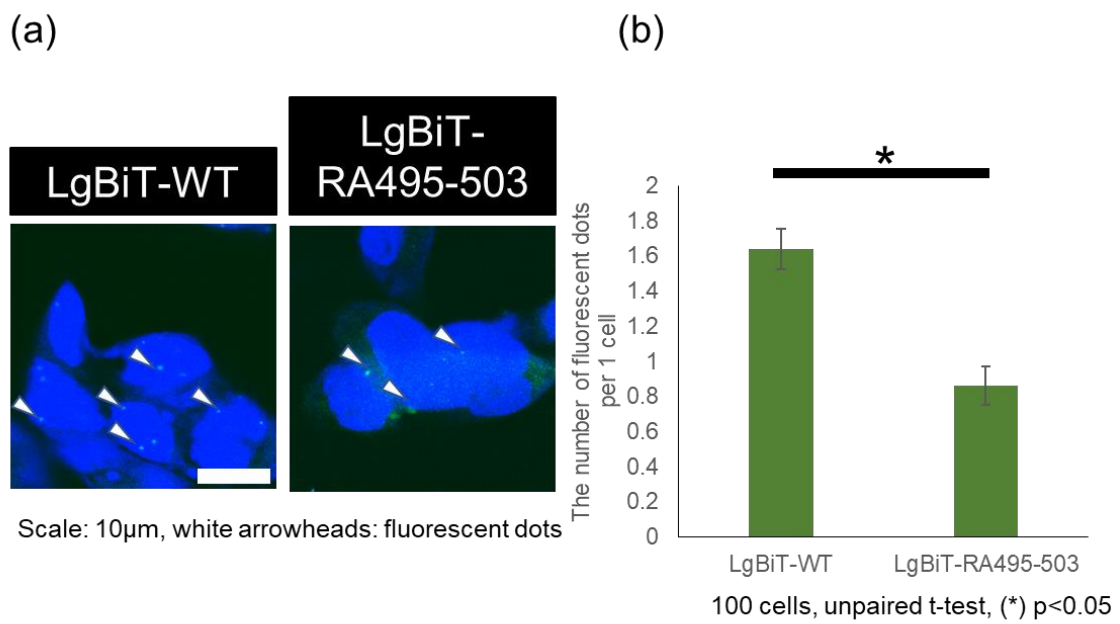 (a)
LgBiT-WT
LgBiT-
RA495-503
Scale: 10μm, white arrowheads: fluorescent dots
(b)
*
The number of fluorescent dots
per 1 cell
2
1.8
1.6
1.4
1.2
1
0.8
0.6
0.4
0.2
0
LgBiT-WT
LgBiT-RA495-503
100 cells, unpaired t-test, (*) p<0.05